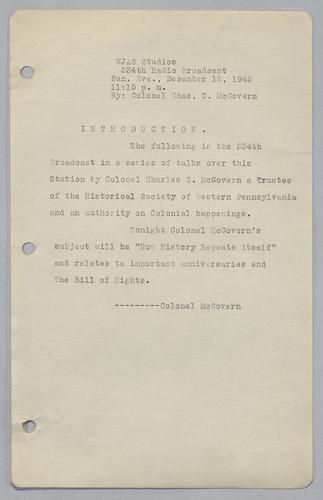 WJAS Studios
334th Radio Broadcast
Sun. Eve., December 12, 1943
11:15 p. m.
By: Colonel Chas. C. McGovern
I N T R O D U C T I O N .
The following is the 334th
Broadcast in a series of talks over this
Station by Colonel Charles C. McGovern a Trustee
of the Historical Society of Western Pennsylvania
and an authority on Colonial happenings.
Tonight Colonel McGovern's
subject will be "How History Repeats Itself"
and relates to important anniversaries and
The Bill of Rights.
---------Colonel McGovern